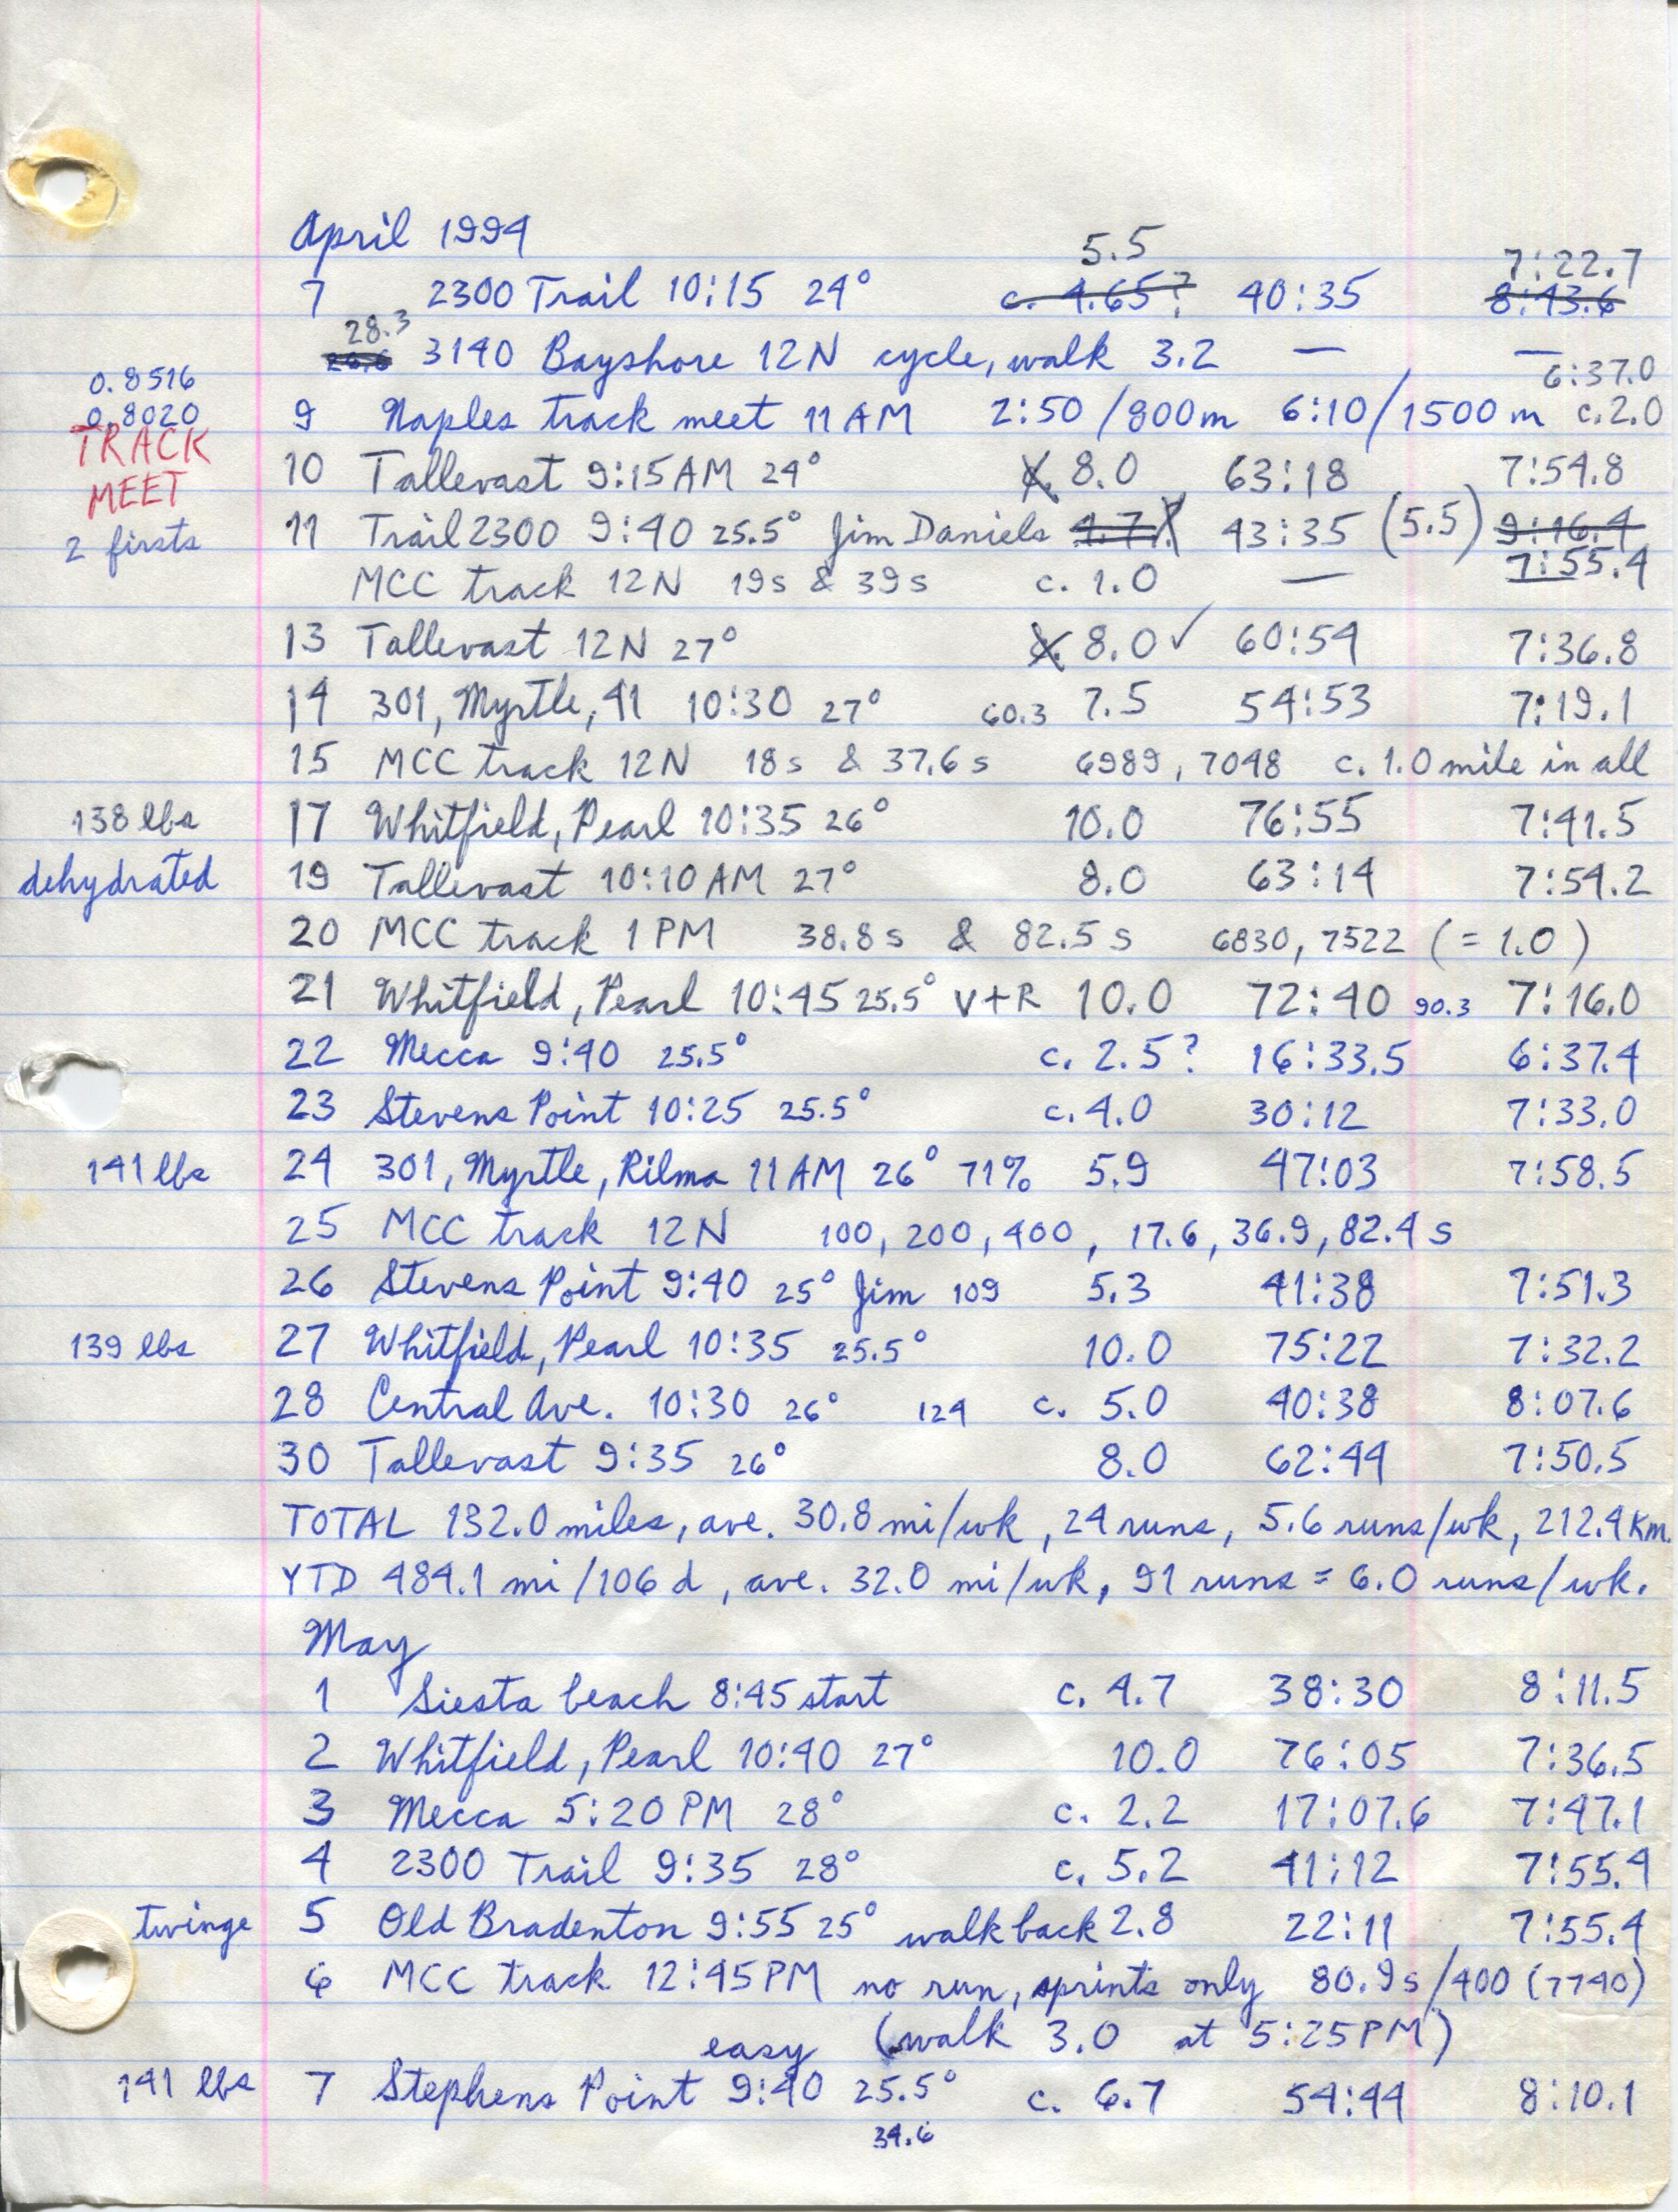 April 1994
5.5 7:22.7
7 2300 Trail 10:15 24° c. 4.65? 40:35 8:43.6
28.3
3140 Bayshore 12N cycle, walk 3.2 — —
0.8516 6:37.0
0.8020 9 Naples track meet 11 AM 2:50/800m 6:10/1500 m c. 2.0
TRACK
MEET 10 Tallevast 9:15 AM 24° 8.0 63:18 7:54.8
2 firsts 11 Trail 2300 9:40 25.5° Jim Daniels 4.7 43:35 (5.5) 9:16.4
7:55.4
MCC track 12N 19s & 39s c. 1.0 —
13 Tallevast 12N 27° 8.0 ✓ 60:54 7:36.8
14 301, Myrtle, 41 10:30 27° 60.3 7.5 54:53 7:19.1
15 MCC track 12N 18s & 37.6s 6989, 7048 c. 1.0 mile in all
138 lbs 17 Whitfield, Pearl 10:35 26° 10.0 76:55 7:41.5
dehydrated 19 Tallevast 10:10 AM 27° 8.0 63:14 7:54.2
20 MCC track 1 PM 38.8s & 82.5s 6830, 7522 (= 1.0)
21 Whitfield, Pearl 10:45 25.5° V+R 10.0 72:40 90.3 7:16.0
22 Mecca 9:40 25.5° c. 2.5? 16:33.5 6:37.4
23 Stevens Point 10:25 25.5° c. 4.0 30:12 7:33.0
141 lbs 24 301, Myrtle, Rilma 11 AM 26° 71% 5.9 47:03 7:58.5
25 MCC track 12N 100, 200, 400, 17.6, 36.9, 82.4 s
26 Stevens Point 9:40 25° Jim 109 5.3 41:38 7:51.3
139 lbs 27 Whitfield, Pearl 10:35 25.5° 10.0 75:22 7:32.2
28 Central Ave. 10:30 26° 124 c. 5.0 40:38 8:07.6
30 Tallevast 9:35 26° 8.0 62:44 7:50.5
TOTAL 132.0 miles, ave. 30.8 mi/wk, 24 runs, 5.6 runs/wk, 212.4 Km.
YTD 484.1 mi/106 d, ave. 32.0 mi/wk, 91 runs = 6.0 runs/wk.
May
1 Siesta beach 8:45 start c. 4.7 38:30 8:11.5
2 Whitfield, Pearl 10:40 27° 10.0 76:05 7:36.5
3 Mecca 5:20 PM 28° c. 2.2 17:07.6 7:47.1
4 2300 Trail 9:35 28° c. 5.2 41:12 7:55.4
twinge 5 Old Bradenton 9:55 25° walk back 2.8 22:11 7:55.4
6 MCC track 12:45 PM no run, sprints only 80.9s/400 (7740)
easy (walk 3.0 at 5:25 PM)
141 lbs 7 Stephens Point 9:40 25.5° c. 6.7 54:44 8:10.1
34.6